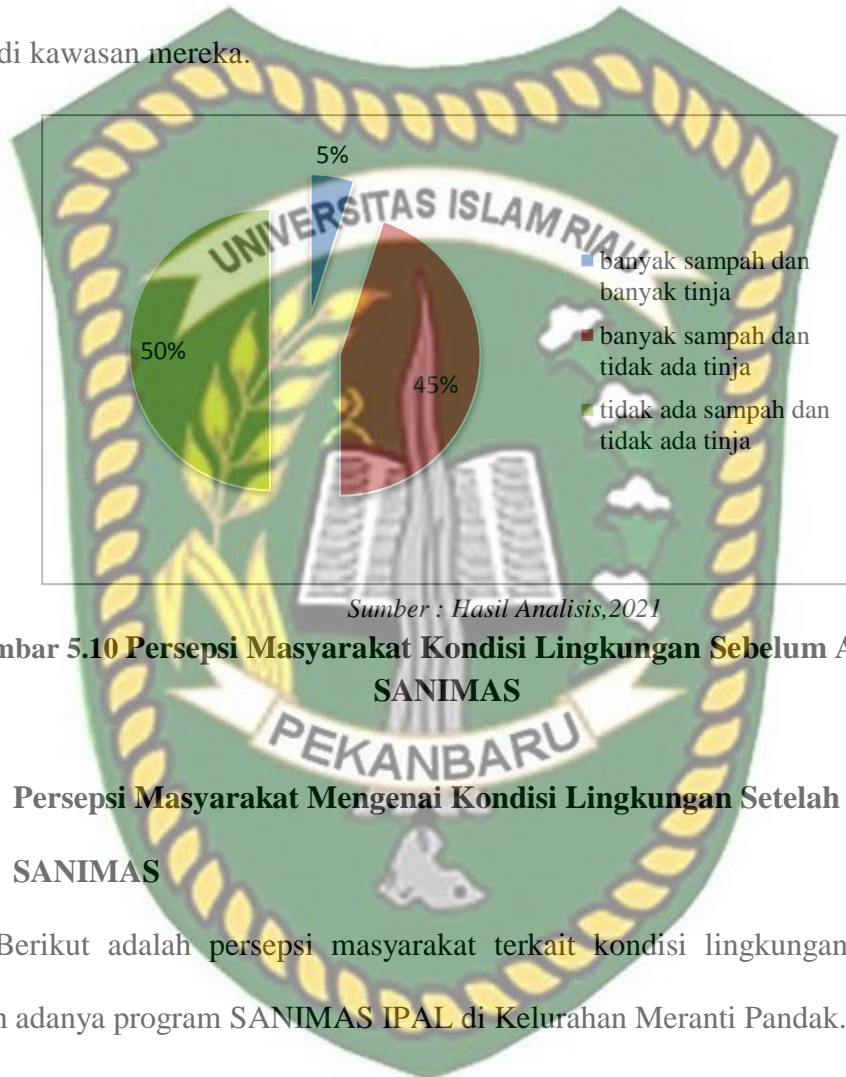 di kawasan mereka.
5%
UNIVERSITAS ISLAM RIAU
banyak sampah dan
banyak tinja
50%
banyak sampah dan
tidak ada tinja
45%
tidak ada sampah dan
tidak ada tinja
Sumber : Hasil Analisis,2021
mbar 5.10 Persepsi Masyarakat Kondisi Lingkungan Sebelum A
SANIMAS
PEKANBARU
Persepsi Masyarakat Mengenai Kondisi Lingkungan Setelah
SANIMAS
Berikut adalah persepsi masyarakat terkait kondisi lingkungan
adanya program SANIMAS IPAL di Kelurahan Meranti Pandak.